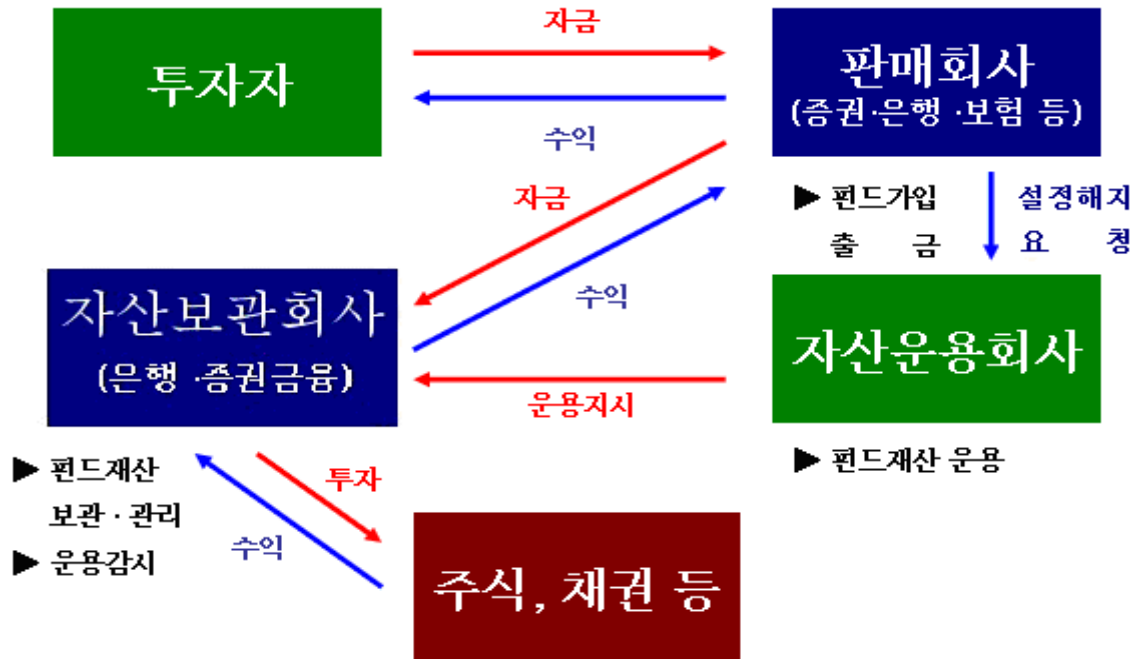 자금
투자자
판매회사
(증권·은행·보험 등)
수익
자금
▶ 펀드가입
출 금
설정해지
요 청
자산보관회사
(은행·증권금융)
수익
자산운용회사
운용지시
▶ 펀드재산
보관·관리
▶ 운용감시
투자
수익
▶ 펀드재산 운용
주식, 채권 등